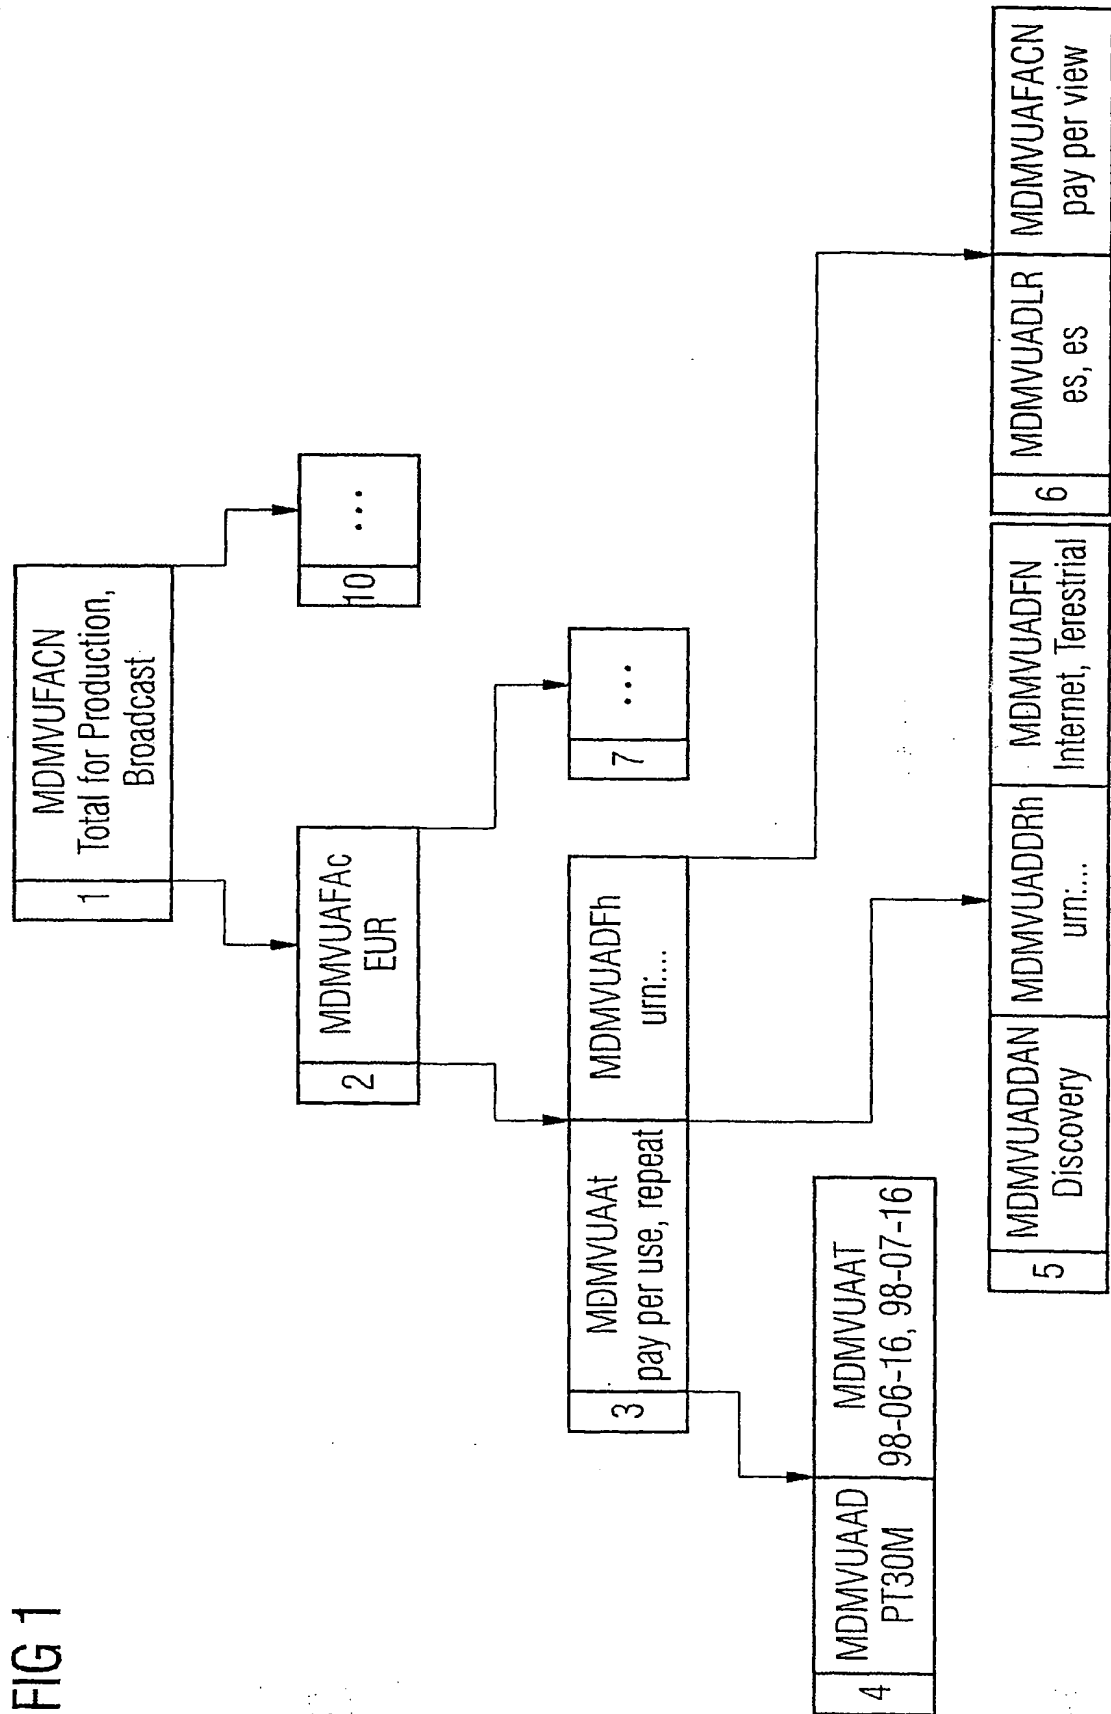 FIG 1
1
MDMVUFACN
Total for Production,
Broadcast
2
MDMVUAFAc
EUR
10
...
3
MDMVUAAt
pay per use, repeat
MDMVUADFh
urn:...
7
...
4
MDMVUAAD
PT30M
MDMVUAAT
98-06-16, 98-07-16
5
MDMVUADDAN
Discovery
MDMVUADDRh
urn:...
MDMVUADFN
Internet, Terestrial
6
MDMVUADLR
es, es
MDMVUAFACN
pay per view